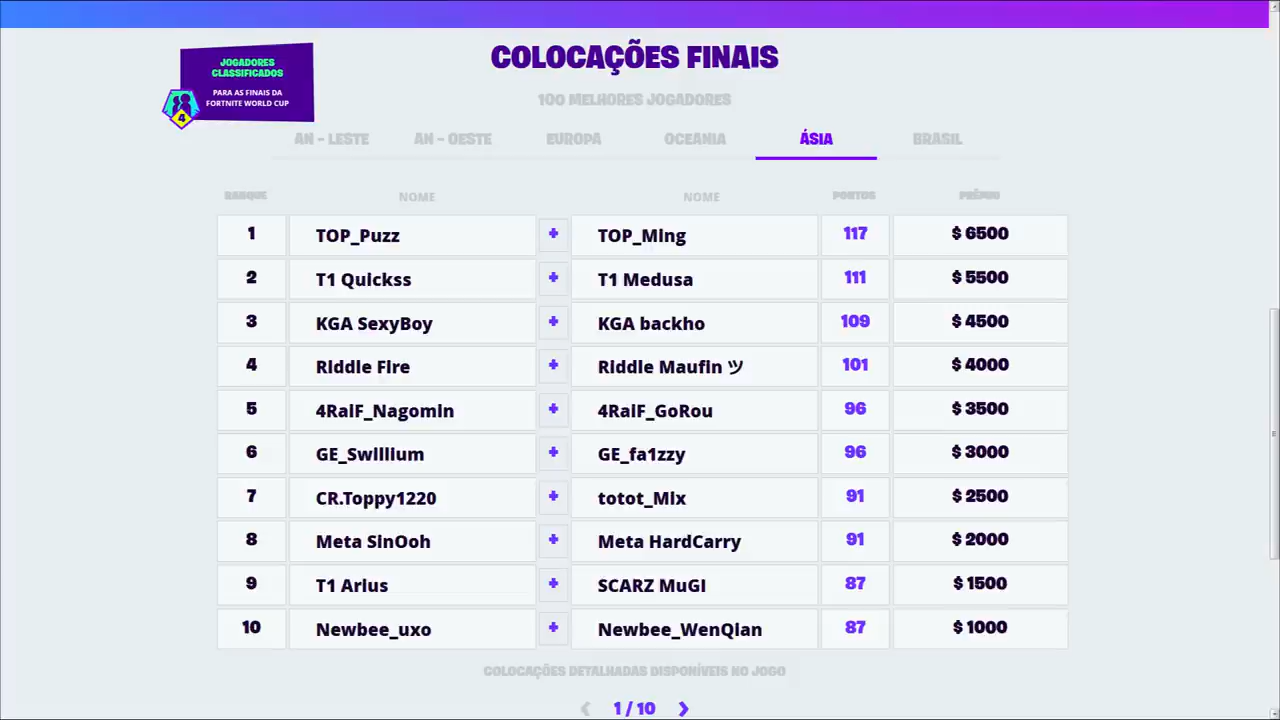 COLOCAÇÕES FINAIS
JOGADORES
CLASSIFICADOS
PARA AS FINAIS DA
FORTNITE WORLD CUP
4
100 MELHORES JOGADORES
AN - LESTE AN - OESTE EUROPA OCEANIA ÁSIA BRASIL
RANQUE NOME NOME PONTOS PRÊMIO
1 TOP_Puzz + TOP_MIng 117 $ 6500
2 T1 QuIckss + T1 Medusa 111 $ 5500
3 KGA SexyBoy + KGA backho 109 $ 4500
4 RIddle FIre + RIddle MaufIn ツ 101 $ 4000
5 4RaIF_NagomIn + 4RaIF_GoRou 96 $ 3500
6 GE_SwIllIum + GE_fa1zzy 96 $ 3000
7 CR.Toppy1220 + totot_MIx 91 $ 2500
8 Meta SInOoh + Meta HardCarry 91 $ 2000
9 T1 ArIus + SCARZ MuGI 87 $ 1500
10 Newbee_uxo + Newbee_WenQIan 87 $ 1000
COLOCAÇÕES DETALHADAS DISPONÍVEIS NO JOGO
1 / 10